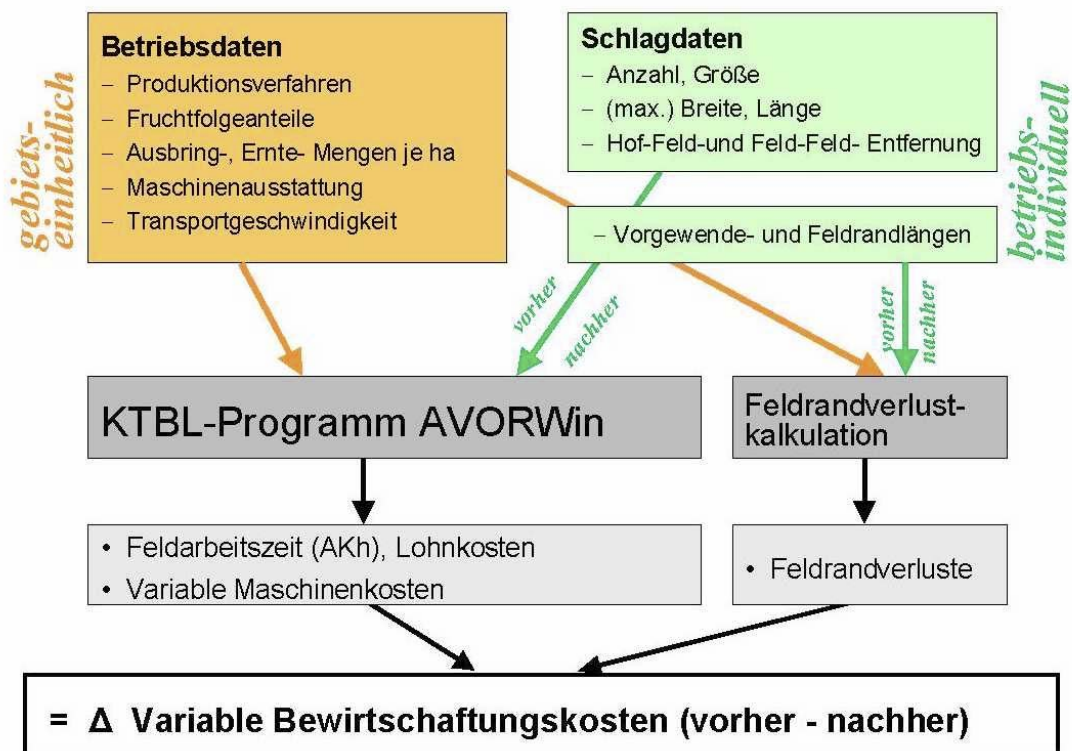 gebiets-
einheitlich
Betriebsdaten
– Produktionsverfahren
– Fruchtfolgeanteile
– Ausbring-, Ernte- Mengen je ha
– Maschinenausstattung
– Transportgeschwindigkeit
Schlagdaten
– Anzahl, Größe
– (max.) Breite, Länge
– Hof-Feld-und Feld-Feld- Entfernung
– Vorgewende- und Feldrandlängen
betriebs-
individuell
vorher
nachher
vorher
nachher
KTBL-Programm AVORWin
Feldrandverlust-
kalkulation
• Feldarbeitszeit (AKh), Lohnkosten
• Variable Maschinenkosten
• Feldrandverluste
= Δ Variable Bewirtschaftungskosten (vorher - nachher)